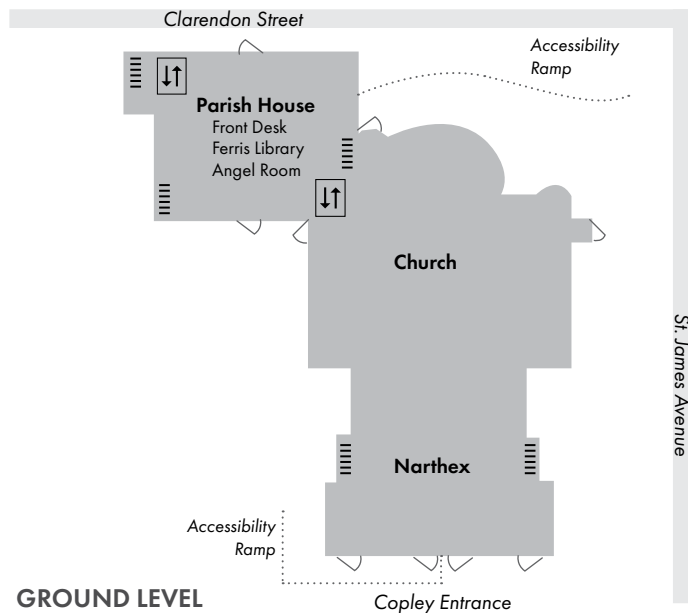 Clarendon Street
Accessibility
Ramp
Parish House
Front Desk
Ferris Library
Angel Room
Church
St. James Avenue
Narthex
Accessibility
Ramp
GROUND LEVEL
Copley Entrance